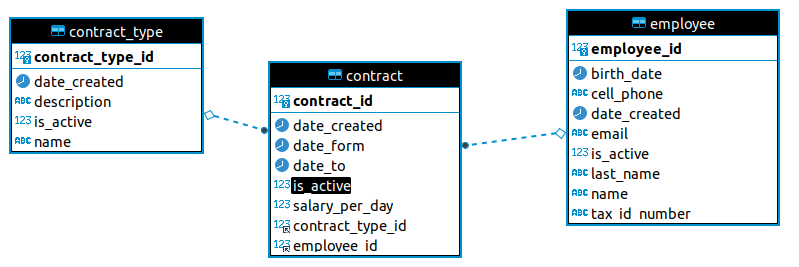 contract_type
contract_type_id
date_created
description
is_active
name
contract
contract_id
date_created
date_form
date_to
is_active
salary_per_day
contract_type_id
employee_id
employee
employee_id
birth_date
cell_phone
date_created
email
is_active
last_name
name
tax_id_number